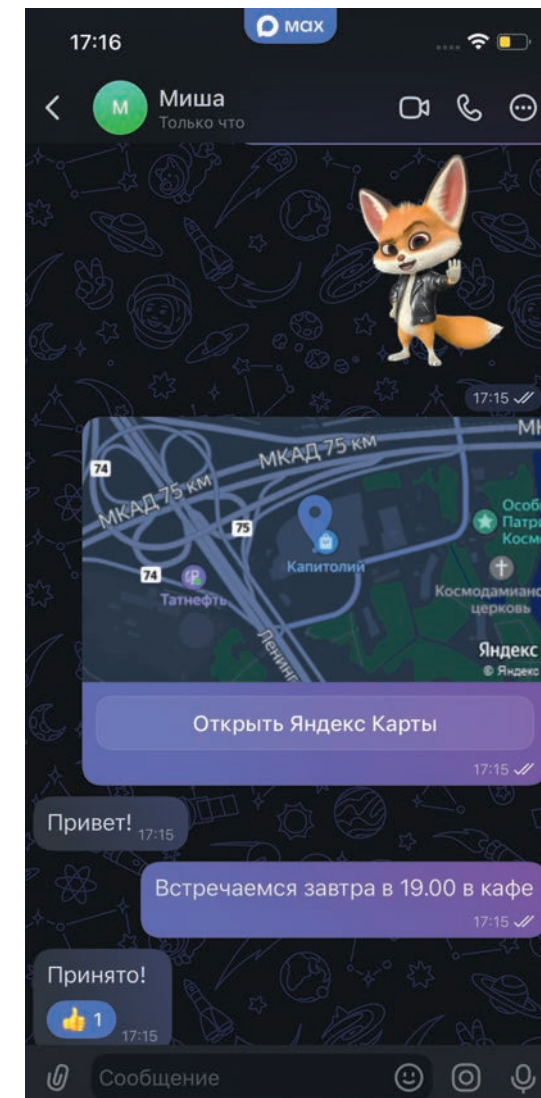 17:16
max
М
Миша
Только что
17:15
МКАД 75 км
МКАД 75 км
74
75
74
Капитолий
Татнефть
Космодамианс
церковь
Яндекс
© Яндекс
Открыть Яндекс Карты
17:15
Привет! 17:15
Встречаемся завтра в 19.00 в кафе
17:15
Принято!
1
17:15
Сообщение